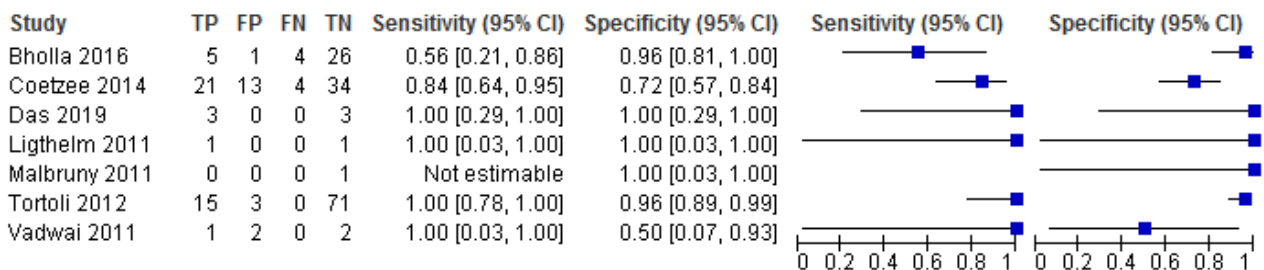 Study TP FP FN TN Sensitivity (95% CI) Specificity (95% CI) Sensitivity (95% CI) Specificity (95% CI)
Bholla 2016 5 1 4 26 0.56 [0.21, 0.86] 0.96 [0.81, 1.00]
Coetzee 2014 21 13 4 34 0.84 [0.64, 0.95] 0.72 [0.57, 0.84]
Das 2019 3 0 0 3 1.00 [0.29, 1.00] 1.00 [0.29, 1.00]
Ligthelm 2011 1 0 0 1 1.00 [0.03, 1.00] 1.00 [0.03, 1.00]
Malbruny 2011 0 0 0 1 Not estimable 1.00 [0.03, 1.00]
Tortoli 2012 15 3 0 71 1.00 [0.78, 1.00] 0.96 [0.89, 0.99]
Vadwai 2011 1 2 0 2 1.00 [0.03, 1.00] 0.50 [0.07, 0.93]
0 0.2 0.4 0.6 0.8 1 0 0.2 0.4 0.6 0.8 1